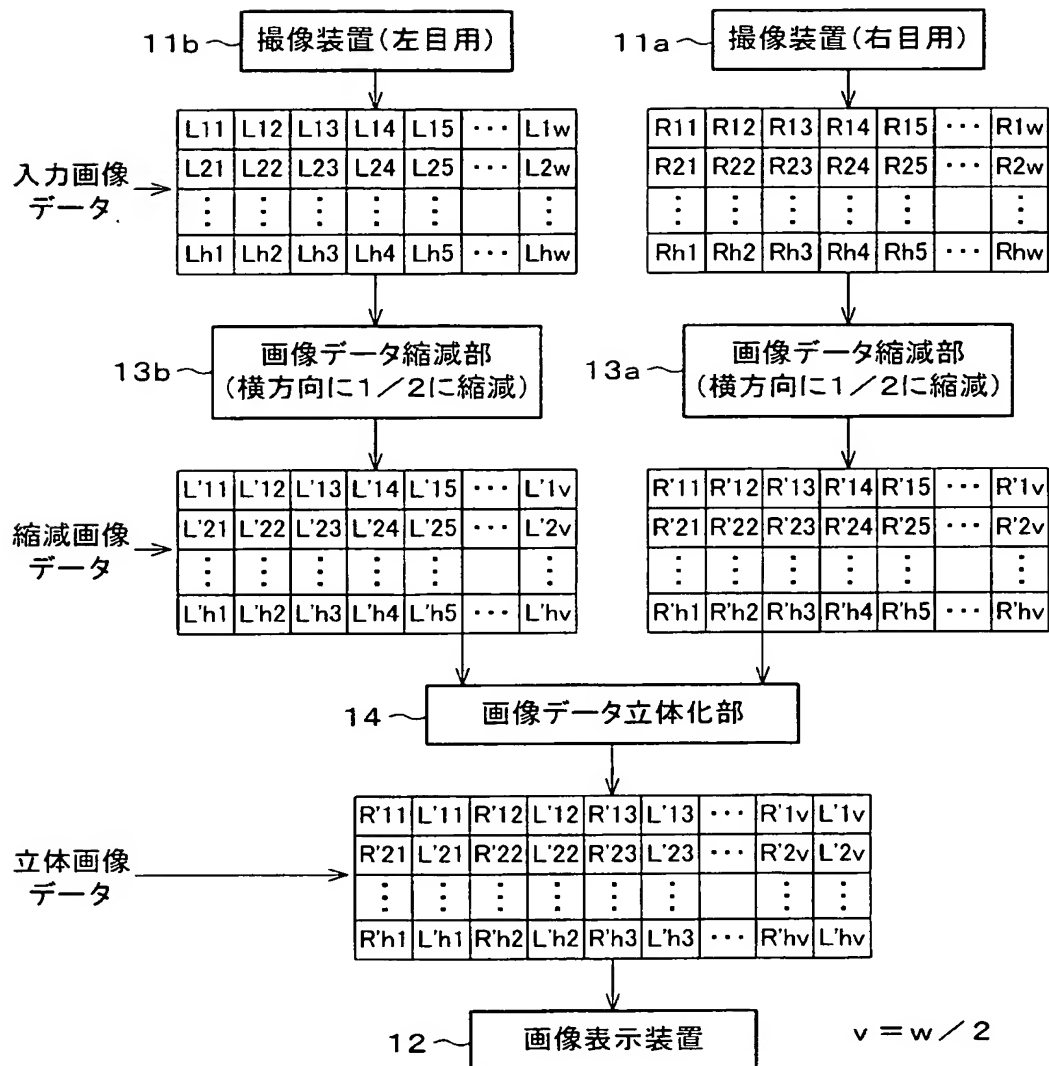 11b 撮像装置(左目用)
11a 撮像装置(右目用)
入力画像
データ
L11 L12 L13 L14 L15 ・・・ L1w
L21 L22 L23 L24 L25 ・・・ L2w
⋮ ⋮ ⋮ ⋮ ⋮ ⋮
Lh1 Lh2 Lh3 Lh4 Lh5 ・・・ Lhw
R11 R12 R13 R14 R15 ・・・ R1w
R21 R22 R23 R24 R25 ・・・ R2w
⋮ ⋮ ⋮ ⋮ ⋮ ⋮
Rh1 Rh2 Rh3 Rh4 Rh5 ・・・ Rhw
13b 画像データ縮減部
(横方向に1/2に縮減)
13a 画像データ縮減部
(横方向に1/2に縮減)
縮減画像
データ
L'11 L'12 L'13 L'14 L'15 ・・・ L'1v
L'21 L'22 L'23 L'24 L'25 ・・・ L'2v
⋮ ⋮ ⋮ ⋮ ⋮ ⋮
L'h1 L'h2 L'h3 L'h4 L'h5 ・・・ L'hv
R'11 R'12 R'13 R'14 R'15 ・・・ R'1v
R'21 R'22 R'23 R'24 R'25 ・・・ R'2v
⋮ ⋮ ⋮ ⋮ ⋮ ⋮
R'h1 R'h2 R'h3 R'h4 R'h5 ・・・ R'hv
14 画像データ立体化部
立体画像
データ
R'11 L'11 R'12 L'12 R'13 L'13 ・・・ R'1v L'1v
R'21 L'21 R'22 L'22 R'23 L'23 ・・・ R'2v L'2v
⋮ ⋮ ⋮ ⋮ ⋮ ⋮ ⋮ ⋮
R'h1 L'h1 R'h2 L'h2 R'h3 L'h3 ・・・ R'hv L'hv
12 画像表示装置
v=w/2